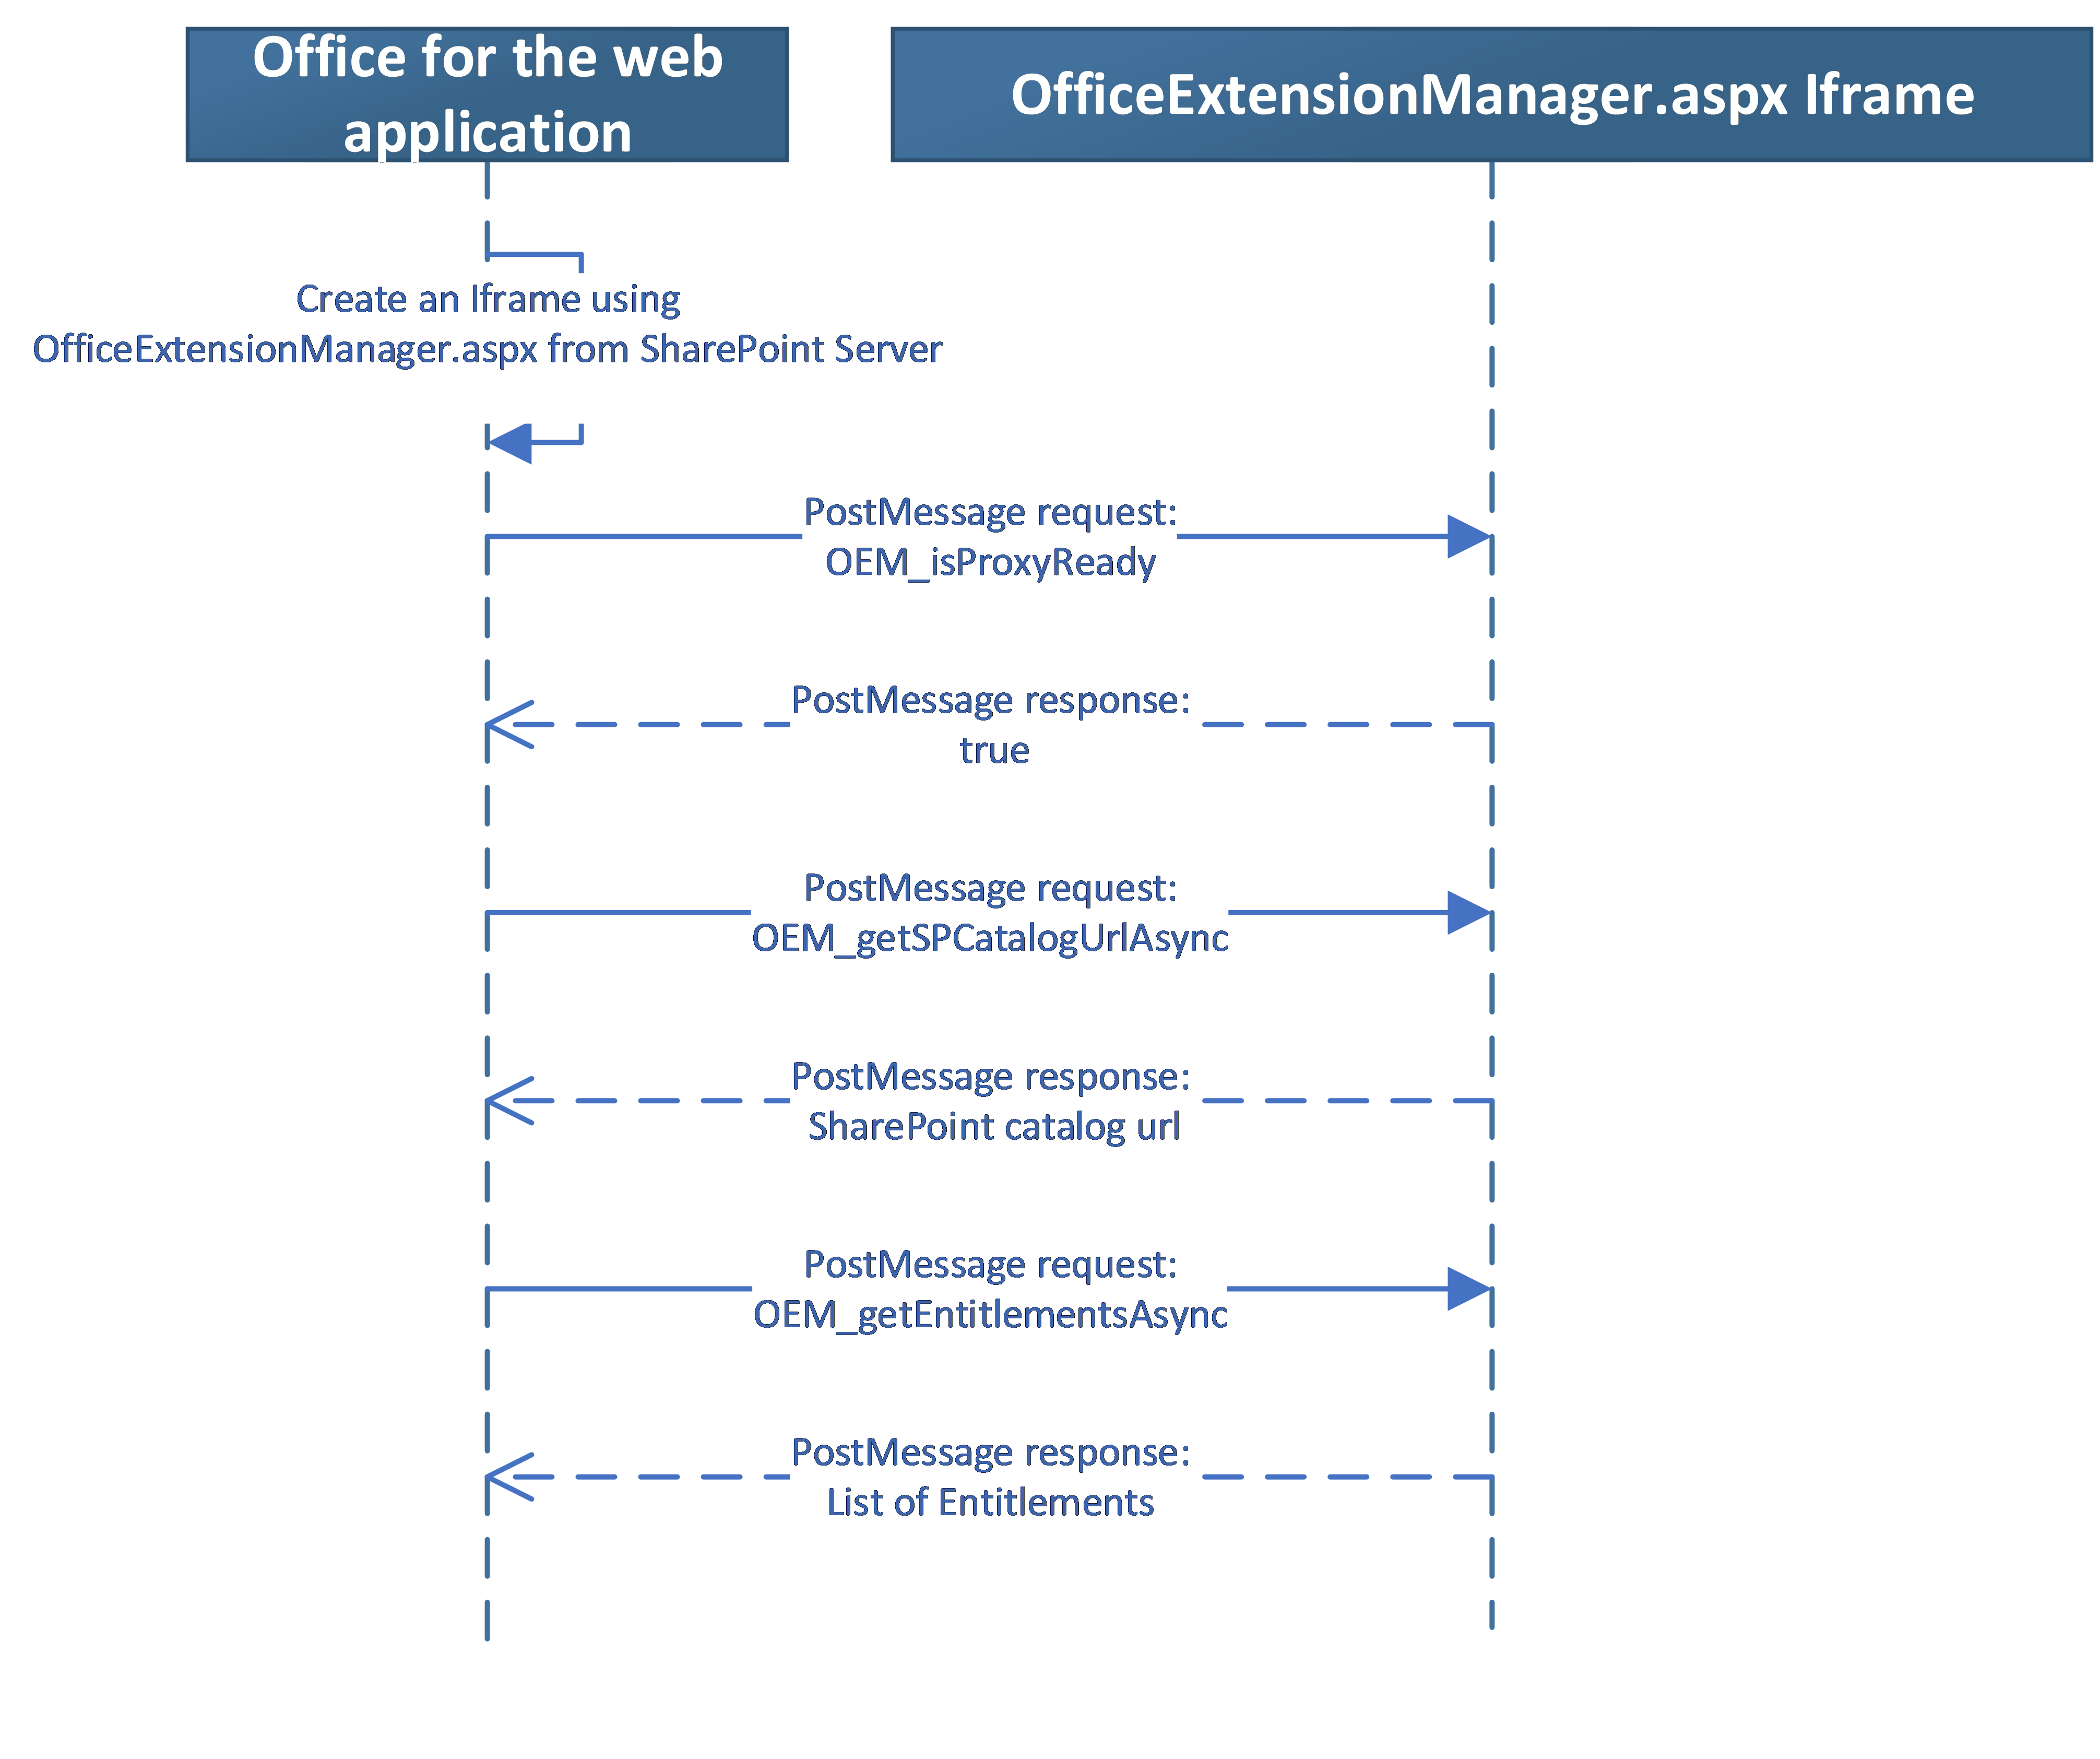 Office for the web
application
OfficeExtensionManager.aspx Iframe
Create an Iframe using
OfficeExtensionManager.aspx from SharePoint Server
PostMessage request:
OEM_isProxyReady
PostMessage response:
true
PostMessage request:
OEM_getSPCatalogUrlAsync
PostMessage response:
SharePoint catalog url
PostMessage request:
OEM_getEntitlementsAsync
PostMessage response:
List of Entitlements